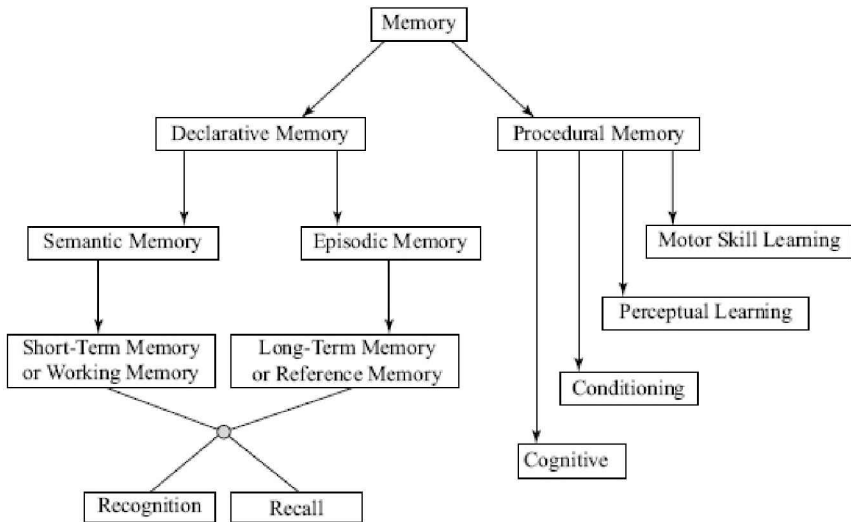 Memory
Declarative Memory
Procedural Memory
Semantic Memory
Episodic Memory
Motor Skill Learning
Perceptual Learning
Short-Term Memory
or Working Memory
Long-Term Memory
or Reference Memory
Conditioning
Cognitive
Recognition
Recall